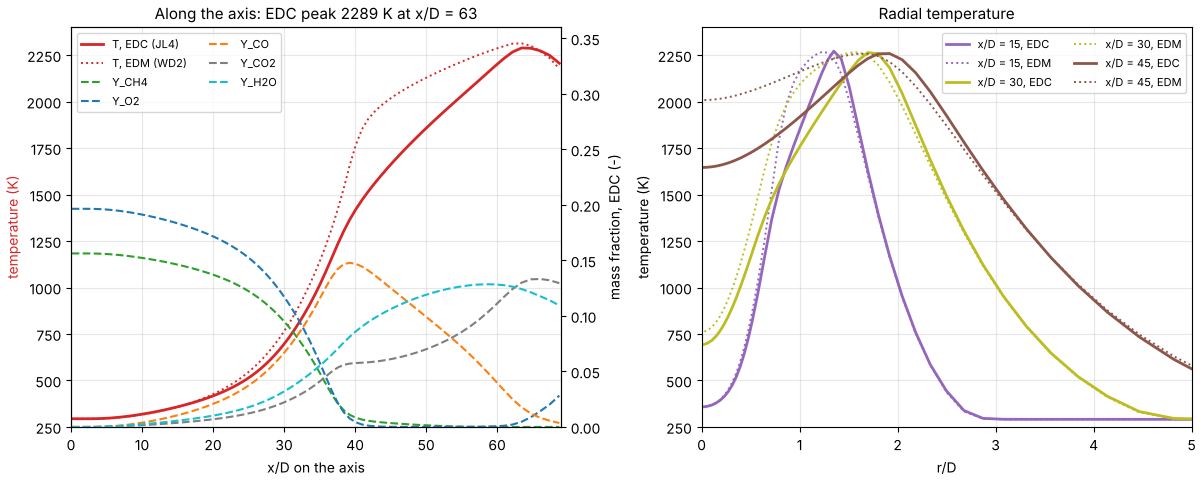 Along the axis: EDC peak 2289 K at x/D = 63
temperature (K)
2250
2000
1750
1500
1250
1000
750
500
250
T, EDC (JL4)
T, EDM (WD2)
Y_CH4
Y_O2
Y_CO
Y_CO2
Y_H2O
0.35
0.30
0.25
0.20
0.15
0.10
0.05
0.00
mass fraction, EDC (-)
0 10 20 30 40 50 60
x/D on the axis
Radial temperature
temperature (K)
2250
2000
1750
1500
1250
1000
750
500
250
x/D = 15, EDC
x/D = 15, EDM
x/D = 30, EDC
x/D = 30, EDM
x/D = 45, EDC
x/D = 45, EDM
0 1 2 3 4 5
r/D